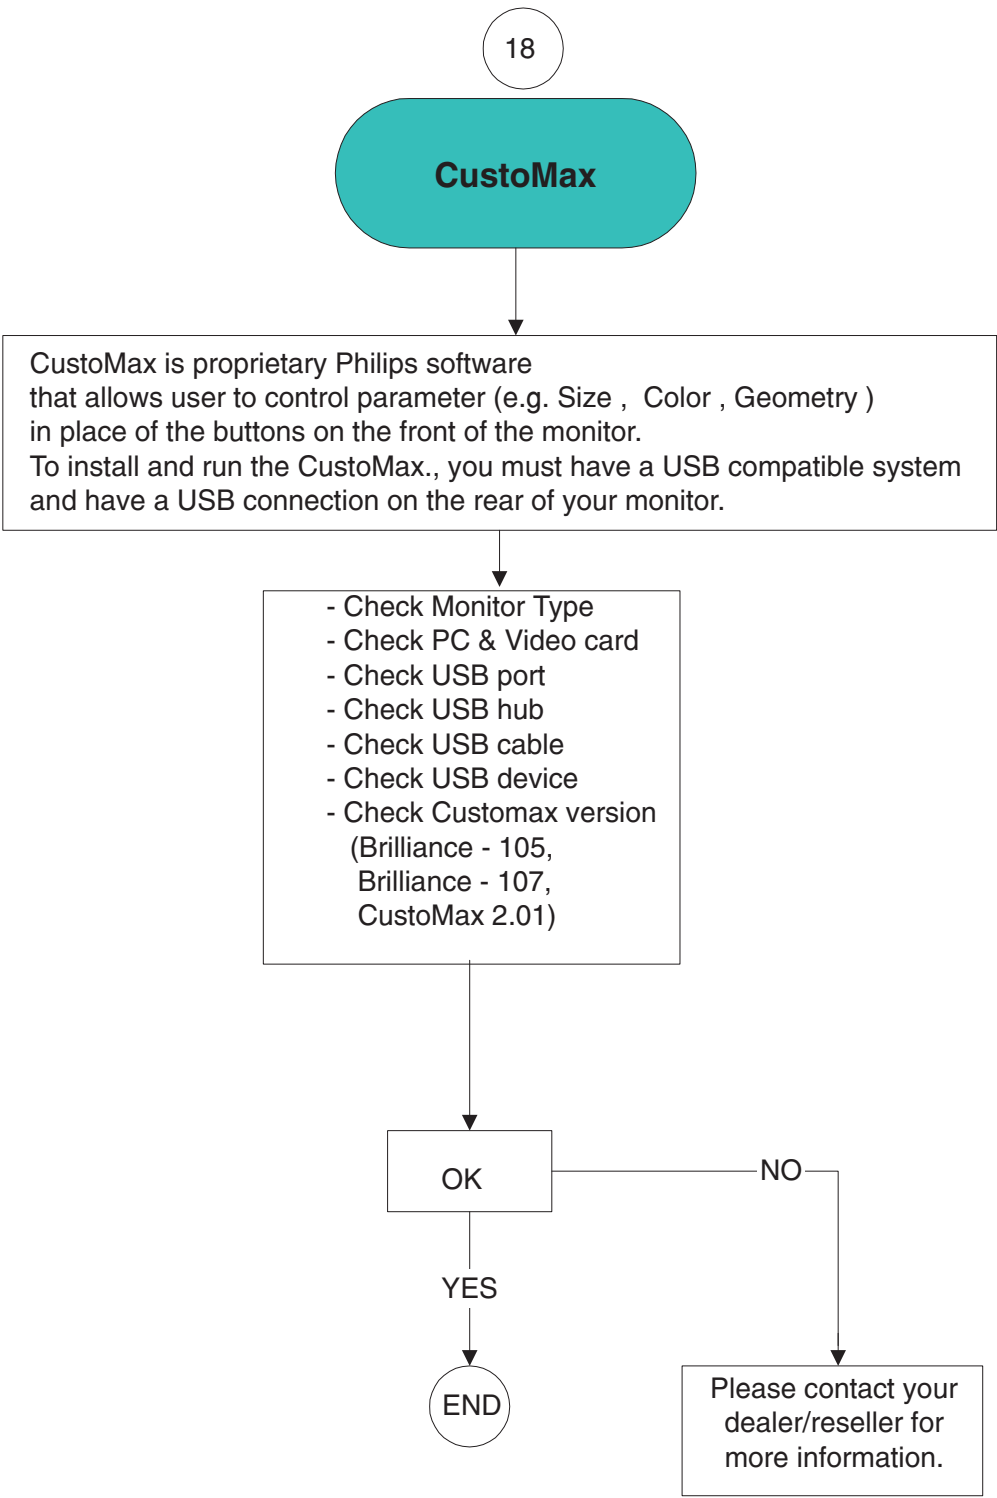 18
CustoMax
CustoMax is proprietary Philips software
that allows user to control parameter (e.g. Size ,  Color , Geometry )
in place of the buttons on the front of the monitor.
To install and run the CustoMax., you must have a USB compatible system
and have a USB connection on the rear of your monitor.
- Check Monitor Type
- Check PC & Video card
- Check USB port
- Check USB hub
- Check USB cable
- Check USB device
- Check Customax version
(Brilliance - 105,
Brilliance - 107,
CustoMax 2.01)
OK
NO
YES
END
Please contact your
dealer/reseller for
more information.